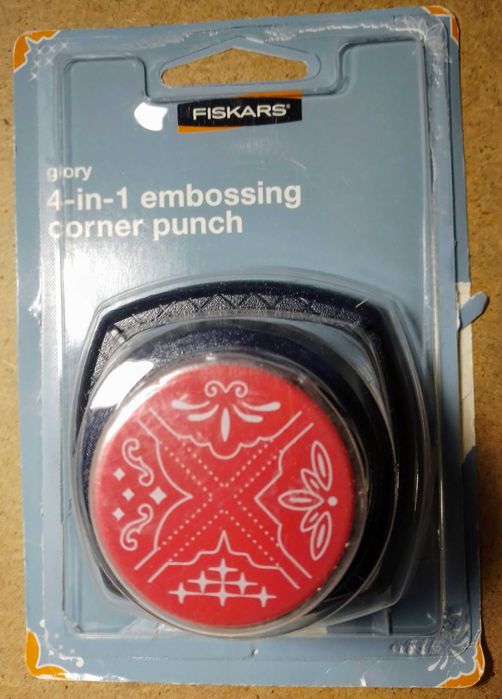 FISKARS
glory
4-in-1 embossing
corner punch